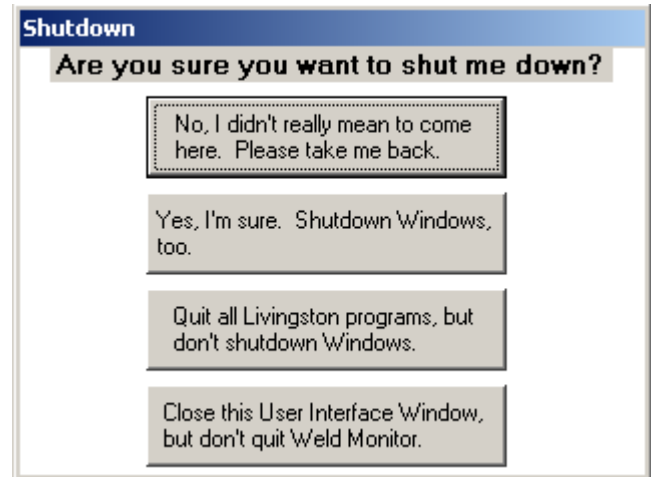 Shutdown
Are you sure you want to shut me down?
No, I didn't really mean to come
here.  Please take me back.
Yes, I'm sure.  Shutdown Windows,
too.
Quit all Livingston programs, but
don't shutdown Windows.
Close this User Interface Window,
but don't quit Weld Monitor.